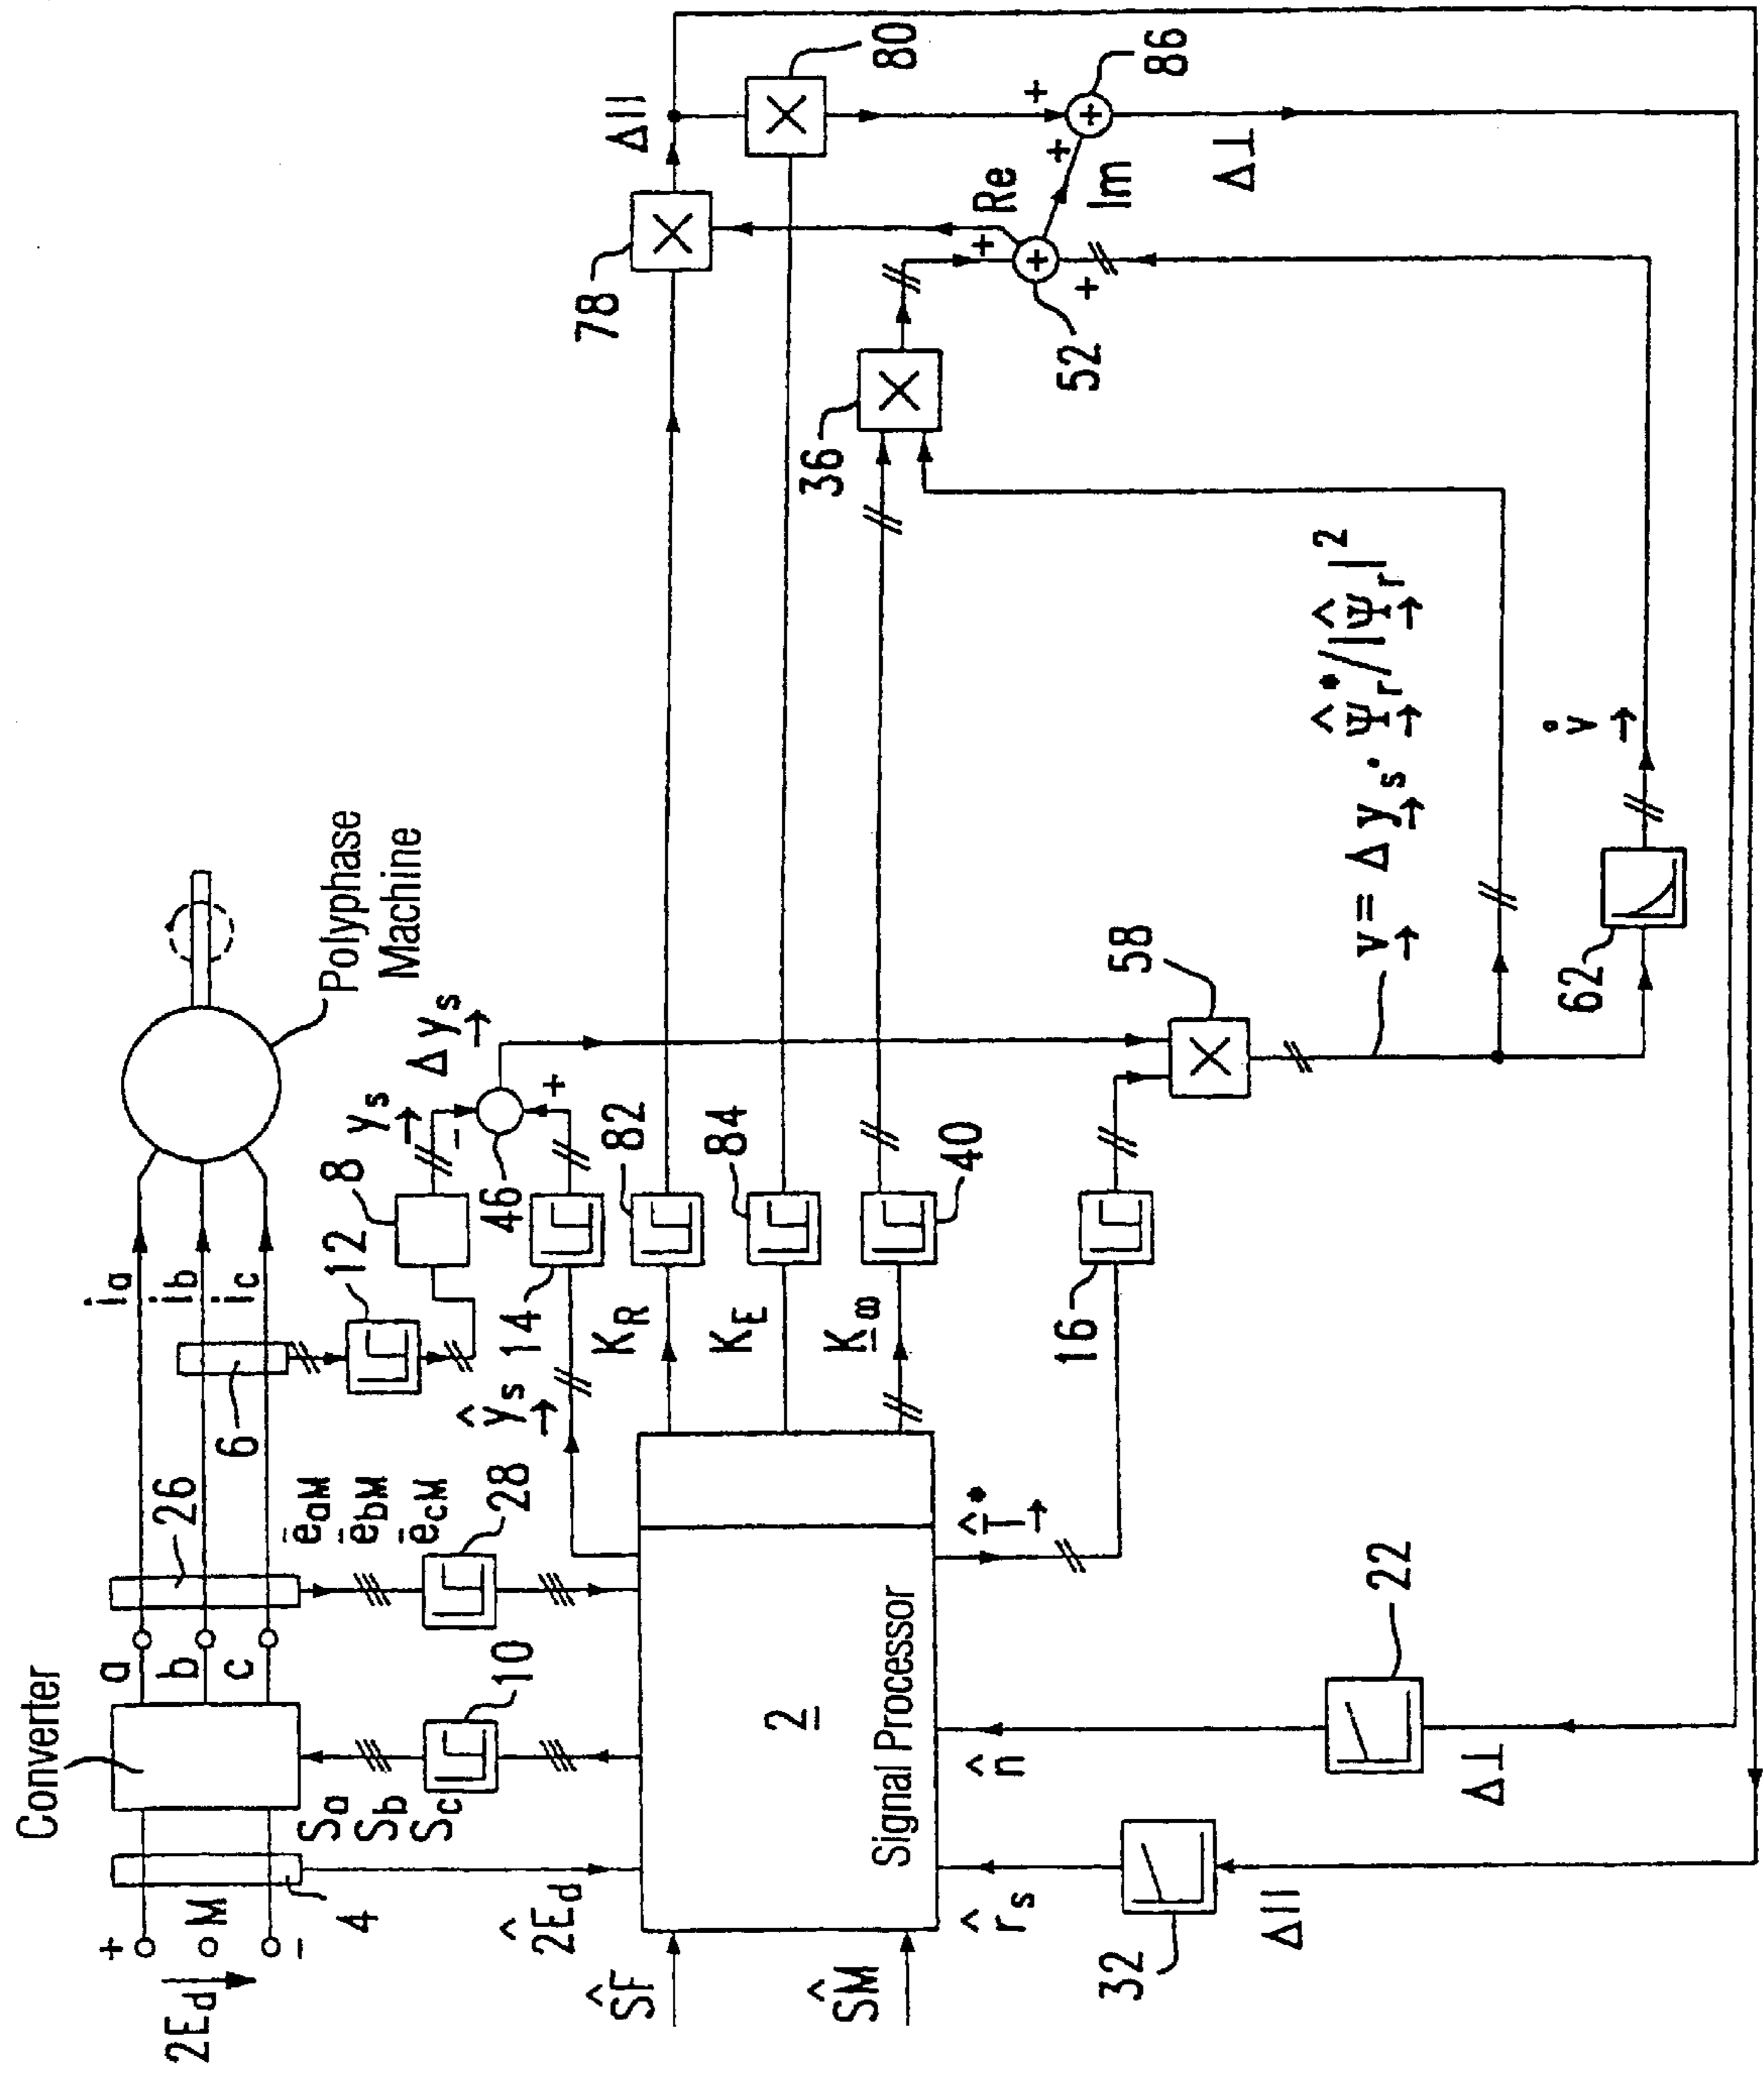 Converter
Polyphase
Machine
+
M
−
2E_d
4
a
b
c
26
6
i_a
i_b
i_c
S_a
S_b
S_c
10
ē_aM
ē_bM
ē_cM
28
12
8
y_s
−
Δy_s
+
46
ŷ_s
14
K_R
82
K_E
84
K_ω
40
2Ê_d
ŜF
ŜM
2
Signal Processor
T̂*
16
58
v = Δy_s · Ψ̂_r*/|Ψ̂_r|²
v̇
62
36
52
+
+
+
Re
Im
78
Δ||
80
+
+
+
86
Δ⊥
n̂
22
Δ⊥
r̂_s
32
Δ||